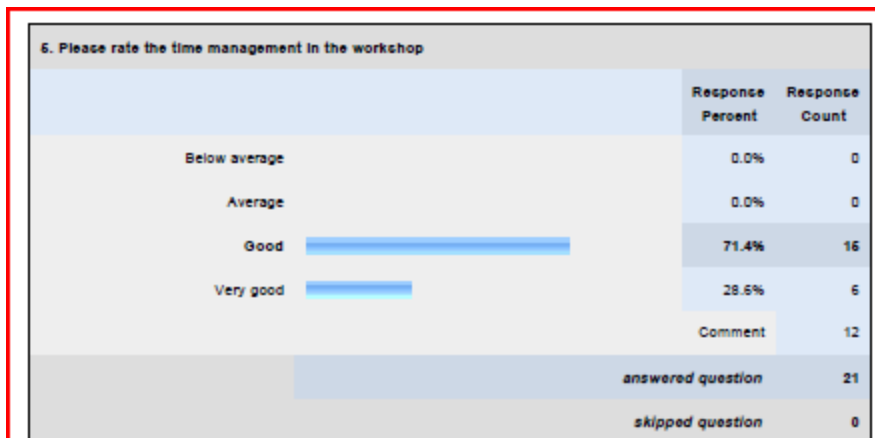 5. Please rate the time management in the workshop
Response Percent
Response Count
Below average 0.0% 0
Average 0.0% 0
Good 71.4% 15
Very good 28.6% 6
Comment 12
answered question 21
skipped question 0